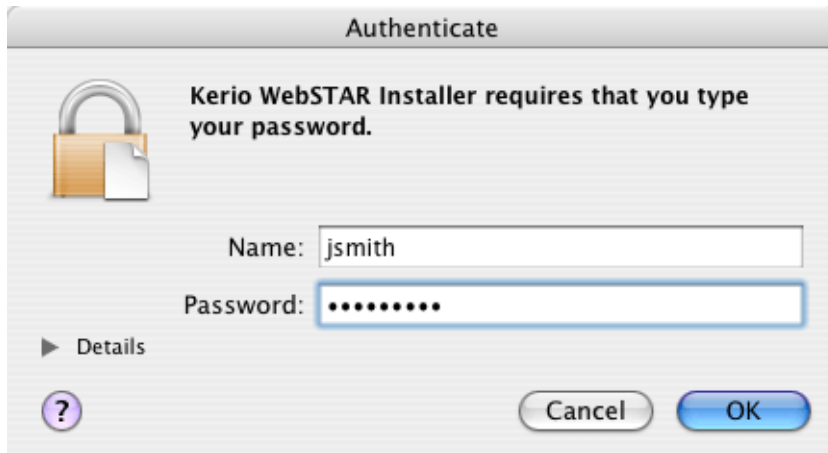 Authenticate
Kerio WebSTAR Installer requires that you type
your password.
Name: jsmith
Password: •••••••••
Details
? Cancel OK